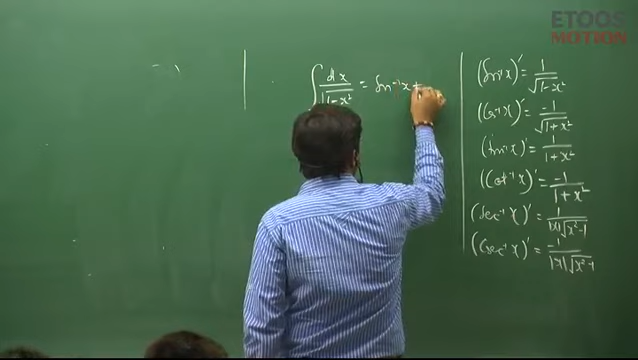 ETOOS
MUMBAI
∫ dx / √1-x² = sin⁻¹x +
(sin⁻¹x)' = 1/√1-x²
(cos⁻¹x)' = -1/√1+x²
(tan⁻¹x)' = 1/1+x²
(cot⁻¹x)' = -1/1+x²
(sec⁻¹x)' = 1/|x|√x²-1
(cosec⁻¹x)' = -1/|x|√x²-1